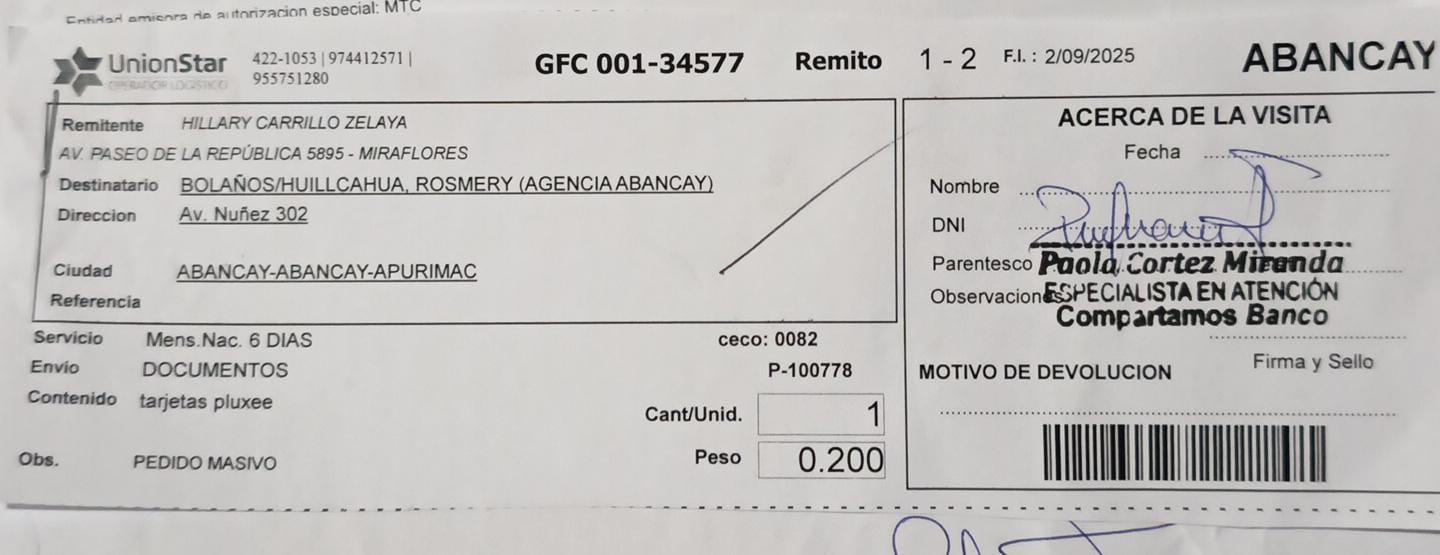 Entidad emisora de autorizacion especial: MTC
UnionStar
OPERADOR LOGISTICO
422-1053 | 974412571 |
955751280
GFC 001-34577 Remito 1 - 2 F.I. : 2/09/2025 ABANCAY
Remitente HILLARY CARRILLO ZELAYA
AV. PASEO DE LA REPÚBLICA 5895 - MIRAFLORES
Destinatario BOLAÑOS/HUILLCAHUA, ROSMERY (AGENCIA ABANCAY)
Direccion Av. Nuñez 302
Ciudad ABANCAY-ABANCAY-APURIMAC
Referencia
Servicio Mens.Nac. 6 DIAS ceco: 0082
Envío DOCUMENTOS P-100778
Contenido tarjetas pluxee
Cant/Unid. 1
Peso 0.200
Obs. PEDIDO MASIVO
ACERCA DE LA VISITA
Fecha
Nombre
DNI
Parentesco Paola Cortez Miranda
Observaciones ESPECIALISTA EN ATENCIÓN
Compartamos Banco
Firma y Sello
MOTIVO DE DEVOLUCION